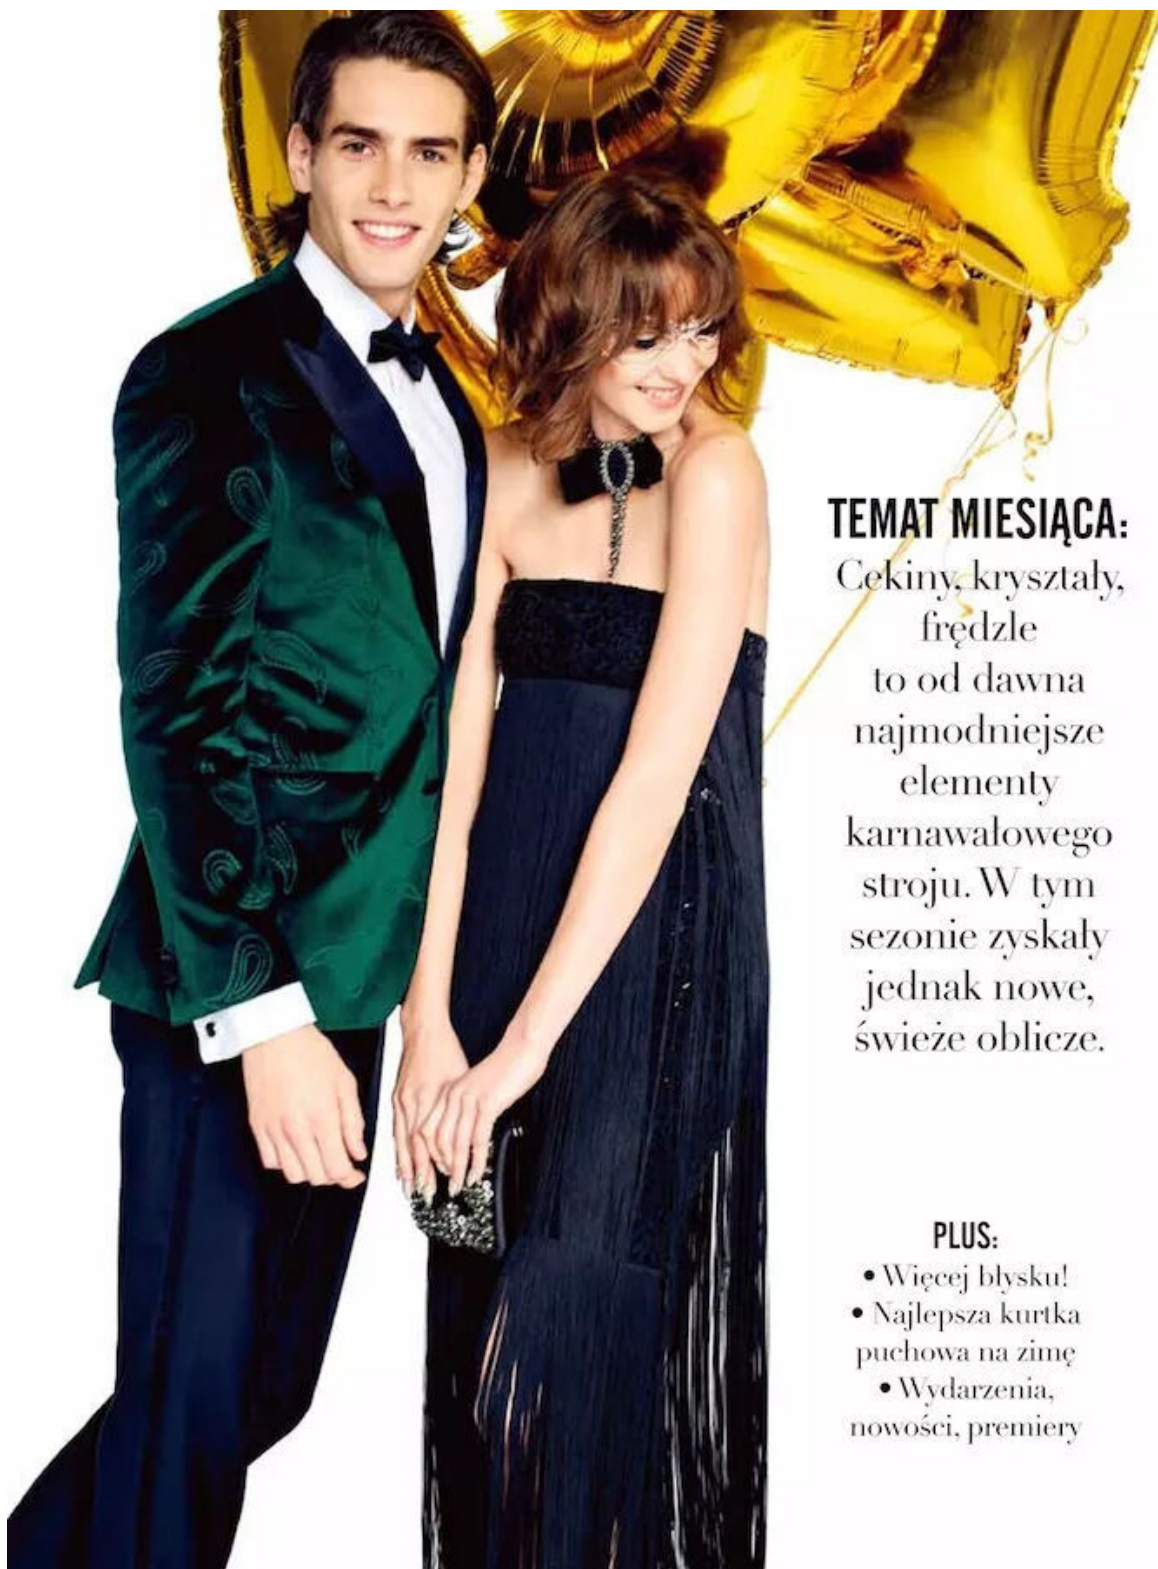 TEMAT MIESIĄCA:
Cekiny, kryształy,
frędzle
to od dawna
najmodniejsze
elementy
karnawałowego
stroju. W tym
sezonie zyskały
jednak nowe,
świeże oblicze.
PLUS:
• Więcej błysku!
• Najlepsza kurtka
puchowa na zimę
• Wydarzenia,
nowości, premiery